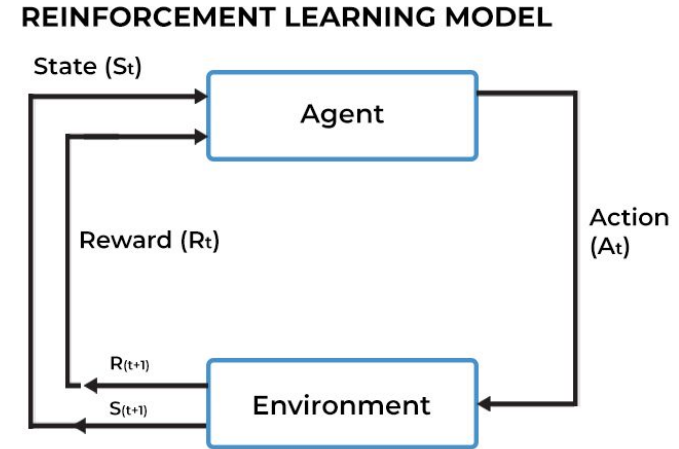 REINFORCEMENT LEARNING MODEL
State (St)
Agent
Action
(At)
Reward (Rt)
R(t+1)
S(t+1)
Environment